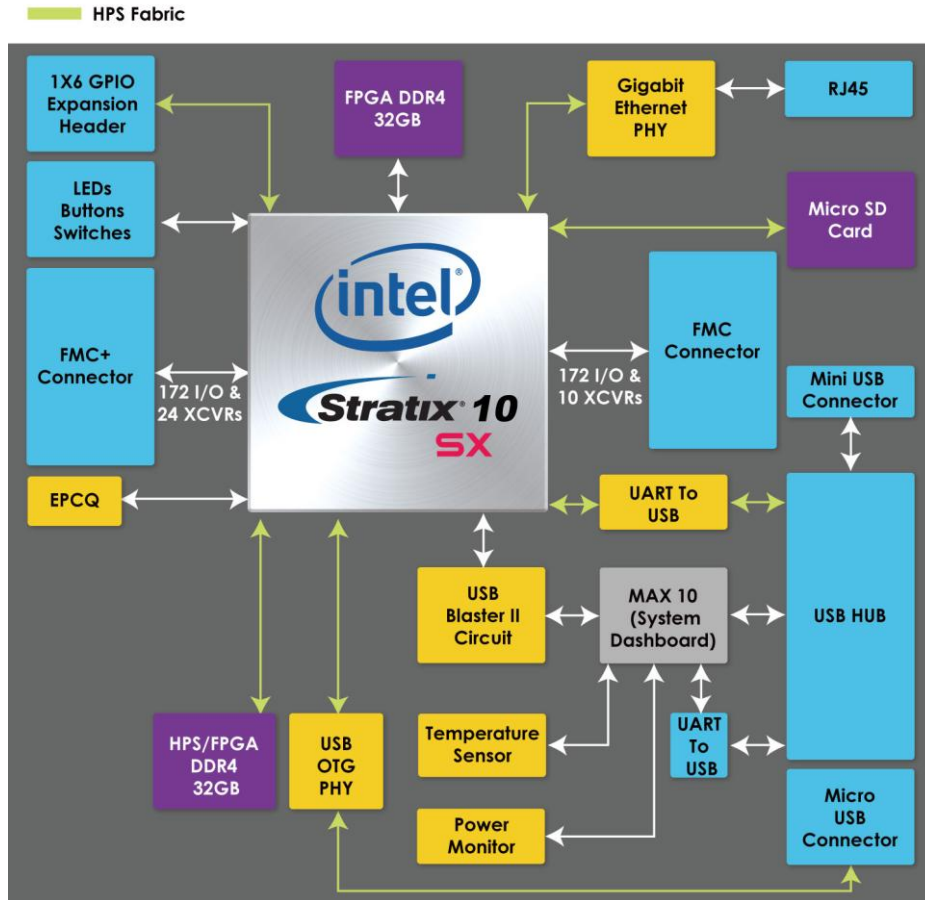 HPS Fabric
1X6 GPIO
Expansion
Header
FPGA DDR4
32GB
Gigabit
Ethernet
PHY
RJ45
LEDs
Buttons
Switches
Micro SD
Card
intel®
Stratix® 10
SX
FMC+
Connector
172 I/O &
24 XCVRs
FMC
Connector
172 I/O &
10 XCVRs
Mini USB
Connector
EPCQ
UART To
USB
USB
Blaster II
Circuit
MAX 10
(System
Dashboard)
USB HUB
HPS/FPGA
DDR4
32GB
USB
OTG
PHY
Temperature
Sensor
UART
To
USB
Power
Monitor
Micro
USB
Connector